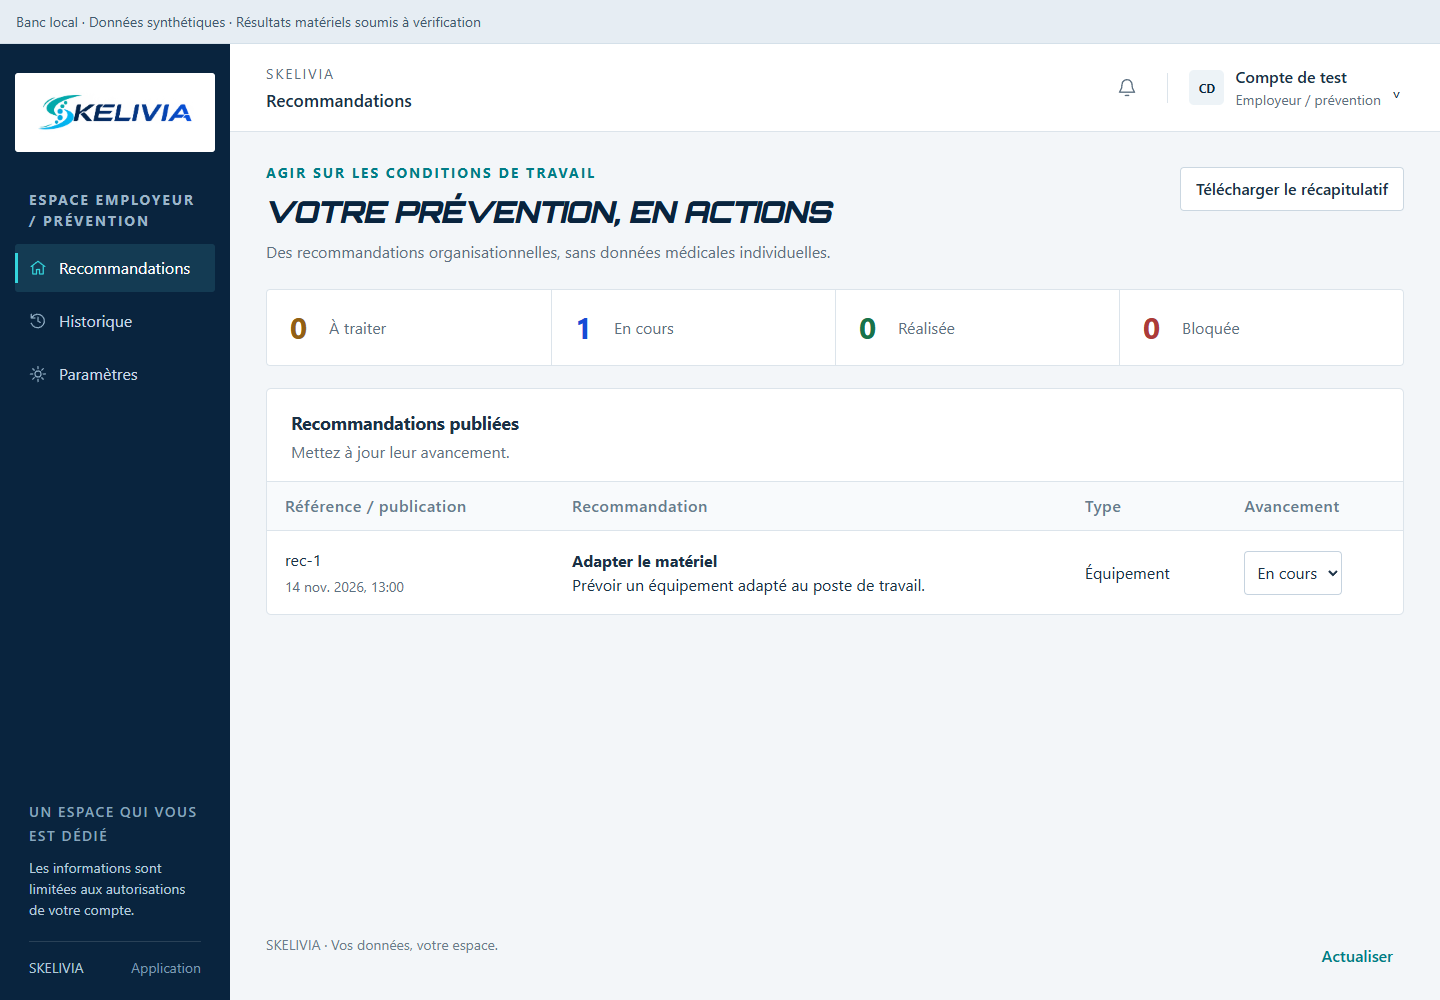 Banc local · Données synthétiques · Résultats matériels soumis à vérification
SKELIVIA
ESPACE EMPLOYEUR
/ PRÉVENTION
Recommandations
Historique
Paramètres
UN ESPACE QUI VOUS
EST DÉDIÉ
Les informations sont
limitées aux autorisations
de votre compte.
SKELIVIA Application
SKELIVIA
Recommandations
CD
Compte de test
Employeur / prévention
v
AGIR SUR LES CONDITIONS DE TRAVAIL
VOTRE PRÉVENTION, EN ACTIONS
Des recommandations organisationnelles, sans données médicales individuelles.
Télécharger le récapitulatif
0 À traiter
1 En cours
0 Réalisée
0 Bloquée
Recommandations publiées
Mettez à jour leur avancement.
Référence / publication Recommandation Type Avancement
rec-1
14 nov. 2026, 13:00
Adapter le matériel
Prévoir un équipement adapté au poste de travail.
Équipement
En cours
SKELIVIA · Vos données, votre espace.
Actualiser